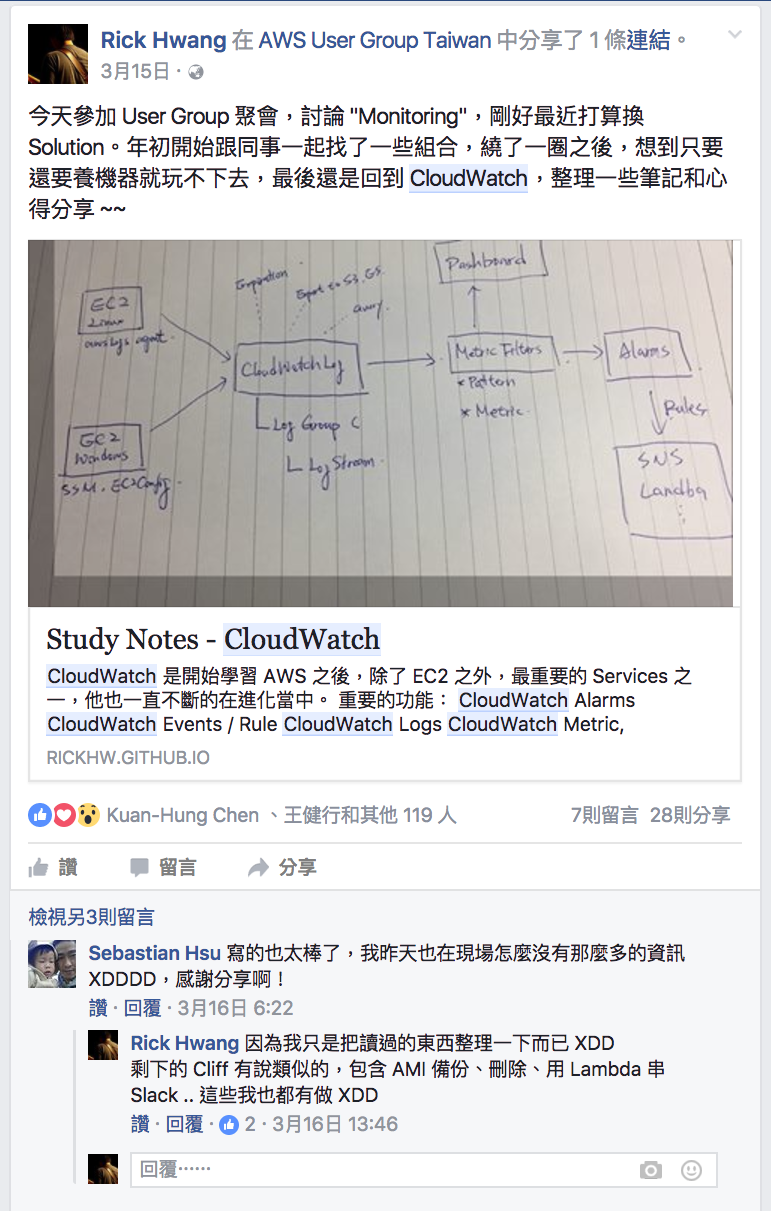 Rick Hwang 在 AWS User Group Taiwan 中分享了 1 條連結。
3月15日 ·
今天參加 User Group 聚會，討論 "Monitoring"，剛好最近打算換
Solution。年初開始跟同事一起找了一些組合，繞了一圈之後，想到只要
還要養機器就玩不下去，最後還是回到 CloudWatch，整理一些筆記和心
得分享 ~~
Dashboard
Export to S3, ES.
EC2
Linux
awslogs agent.
CloudWatch Log
Metric Filters
Alarms
* Pattern
* Metric.
Rules
Log Group
Log Stream
EC2
Windows
SSM. EC2Config.
SNS
Study Notes - CloudWatch
CloudWatch 是開始學習 AWS 之後，除了 EC2 之外，最重要的 Services 之
一，他也一直不斷的在進化當中。 重要的功能： CloudWatch Alarms
CloudWatch Events / Rule CloudWatch Logs CloudWatch Metric,
RICKHW.GITHUB.IO
Kuan-Hung Chen 、王健行和其他 119 人 7則留言 28則分享
讚 留言 分享
檢視另3則留言
Sebastian Hsu 寫的也太棒了，我昨天也在現場怎麼沒有那麼多的資訊
XDDDD，感謝分享啊！
讚 · 回覆 · 3月16日 6:22
Rick Hwang 因為我只是把讀過的東西整理一下而已 XDD
剩下的 Cliff 有說類似的，包含 AMI 備份、刪除、用 Lambda 串
Slack .. 這些我也都有做 XDD
讚 · 回覆 · 2 · 3月16日 13:46
回覆······